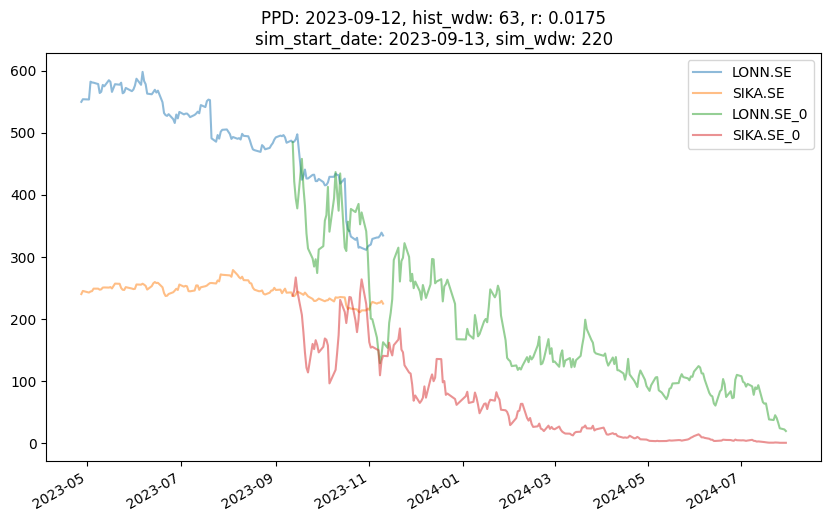 PPD: 2023-09-12, hist_wdw: 63, r: 0.0175
sim_start_date: 2023-09-13, sim_wdw: 220
LONN.SE
SIKA.SE
LONN.SE_0
SIKA.SE_0
600
500
400
300
200
100
0
2023-05
2023-07
2023-09
2023-11
2024-01
2024-03
2024-05
2024-07